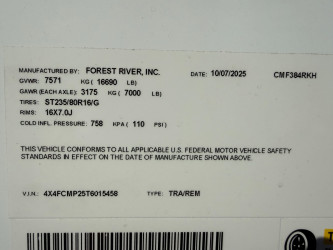 MANUFACTURED BY: FOREST RIVER, INC. DATE: 10/07/2025 CMF384RKH
GVWR: 7571 KG ( 16690 LB)
GAWR (EACH AXLE): 3175 KG ( 7000 LB)
TIRES: ST235/80R16/G
RIMS: 16X7.0J
COLD INFL. PRESSURE: 758 KPA ( 110 PSI)
THIS VEHICLE CONFORMS TO ALL APPLICABLE U.S. FEDERAL MOTOR VEHICLE SAFETY
STANDARDS IN EFFECT ON THE DATE OF MANUFACTURE SHOWN ABOVE.
V.I.N.: 4X4FCMP25T6015458 TYPE: TRA/REM